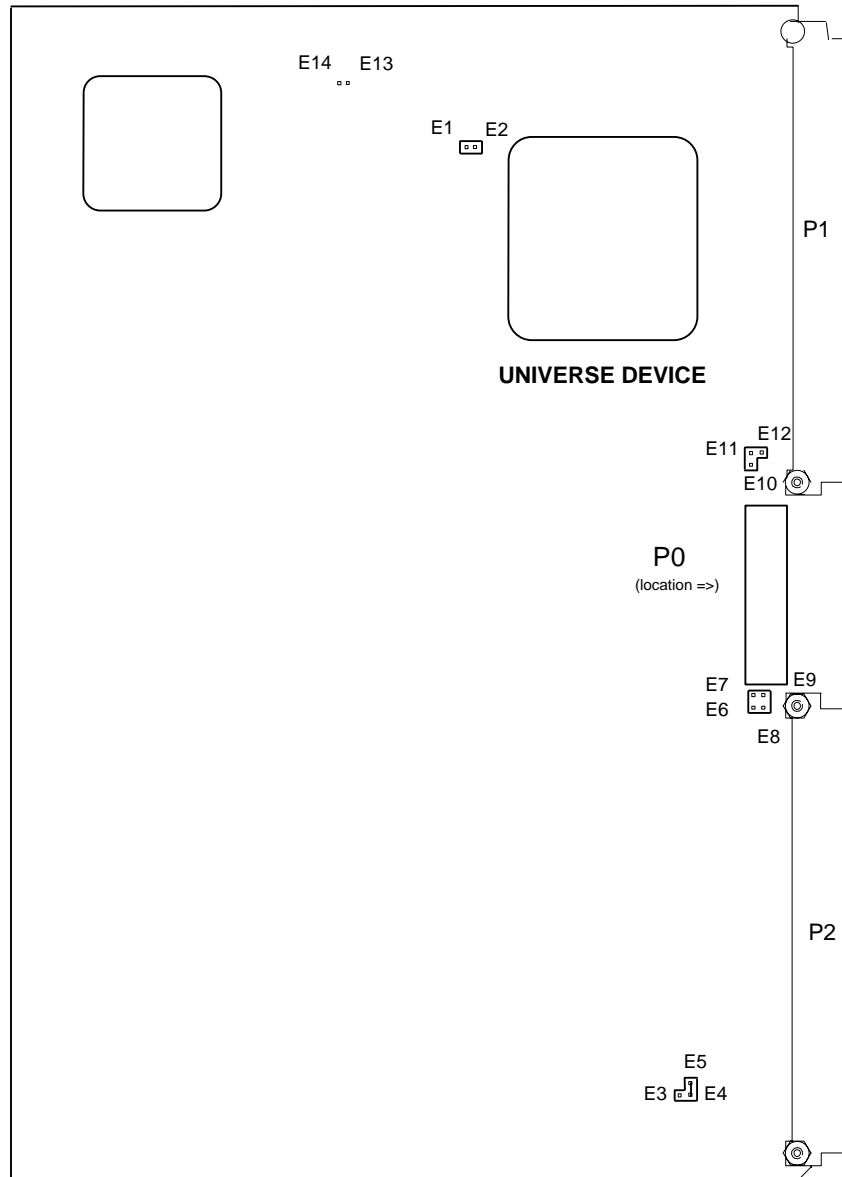 E14 E13
E1 E2
P1
UNIVERSE DEVICE
E12
E11
E10
P0
(location =>)
E9
E7
E6
E8
P2
E5
E3 E4